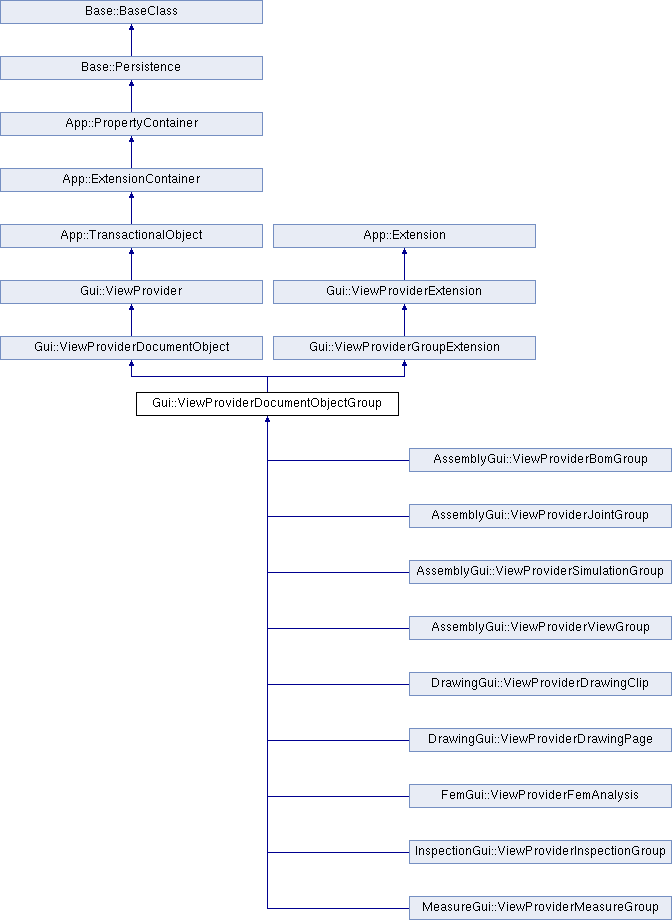 Base::BaseClass
Base::Persistence
App::PropertyContainer
App::ExtensionContainer
App::TransactionalObject
App::Extension
Gui::ViewProvider
Gui::ViewProviderExtension
Gui::ViewProviderDocumentObject
Gui::ViewProviderGroupExtension
Gui::ViewProviderDocumentObjectGroup
AssemblyGui::ViewProviderBomGroup
AssemblyGui::ViewProviderJointGroup
AssemblyGui::ViewProviderSimulationGroup
AssemblyGui::ViewProviderViewGroup
DrawingGui::ViewProviderDrawingClip
DrawingGui::ViewProviderDrawingPage
FemGui::ViewProviderFemAnalysis
InspectionGui::ViewProviderInspectionGroup
MeasureGui::ViewProviderMeasureGroup